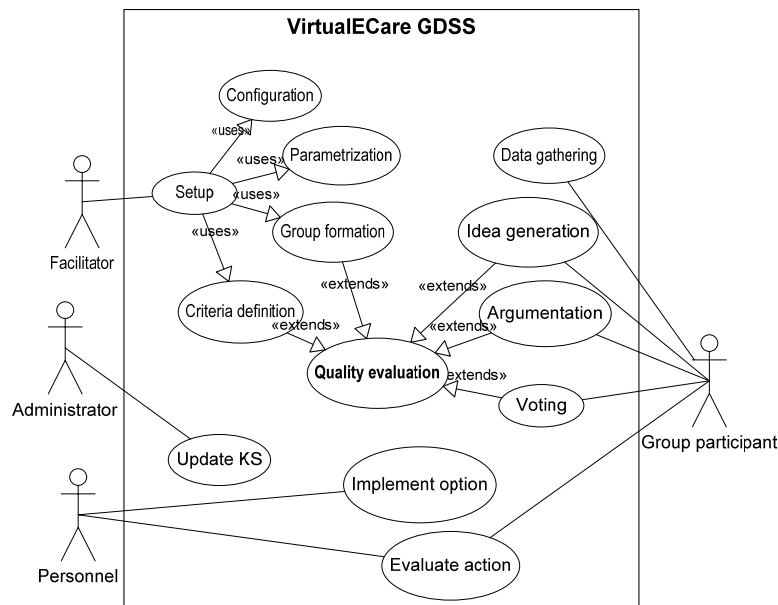 VirtualECare GDSS
Configuration
«uses»
Parametrization
«uses»
Data gathering
Setup
«uses»
Facilitator
«uses»
Group formation
Idea generation
«extends»
«extends»
Criteria definition
«extends»
Argumentation
«extends»
Quality evaluation
extends»
Voting
Administrator
Group participant
Update KS
Implement option
Personnel
Evaluate action